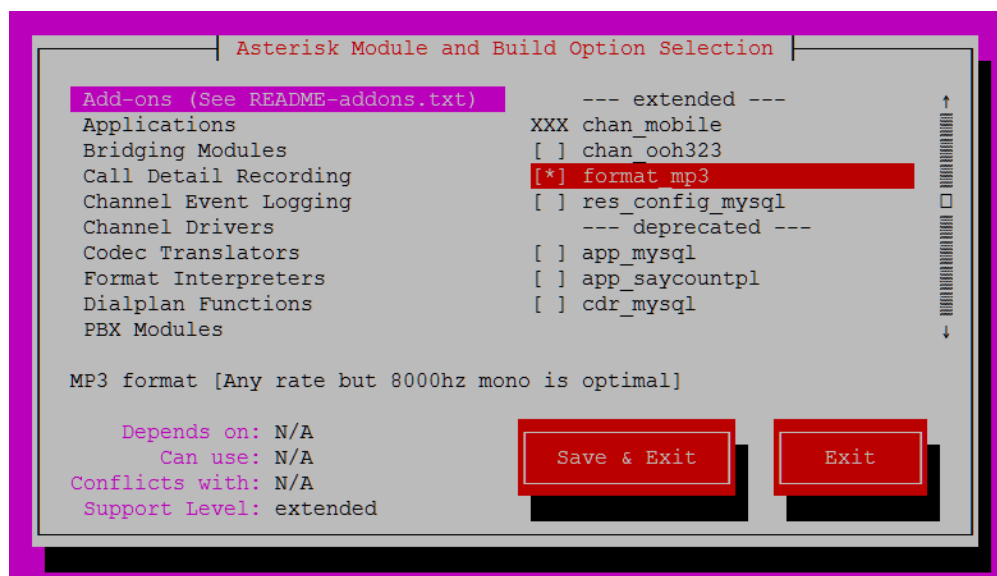 Asterisk Module and Build Option Selection
Add-ons (See README-addons.txt) --- extended ---
Applications XXX chan_mobile
Bridging Modules [ ] chan_ooh323
Call Detail Recording [*] format_mp3
Channel Event Logging [ ] res_config_mysql
Channel Drivers --- deprecated ---
Codec Translators [ ] app_mysql
Format Interpreters [ ] app_saycountpl
Dialplan Functions [ ] cdr_mysql
PBX Modules
MP3 format [Any rate but 8000hz mono is optimal]
Depends on: N/A
Can use: N/A
Conflicts with: N/A
Support Level: extended
Save & Exit Exit